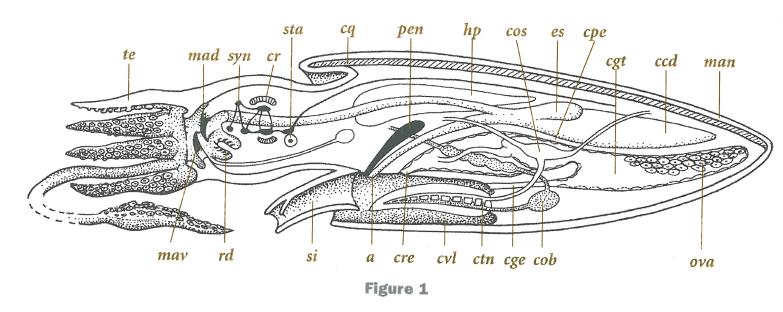 te mad syn cr sta cq pen hp cos es cpe cgt ccd man
mav rd si a cre cvl ctn cge cob ova
Figure 1